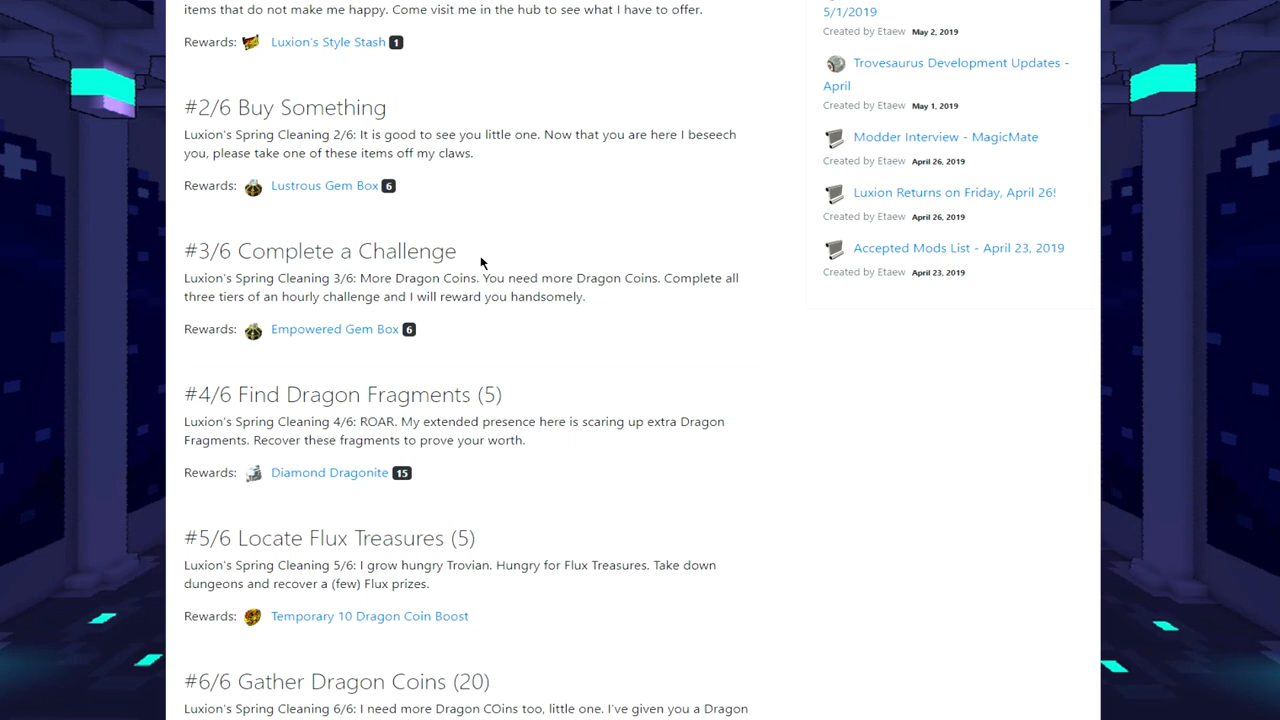 items that do not make me happy. Come visit me in the hub to see what I have to offer.
Rewards: Luxion's Style Stash 1
#2/6 Buy Something
Luxion's Spring Cleaning 2/6: It is good to see you little one. Now that you are here I beseech
you, please take one of these items off my claws.
Rewards: Lustrous Gem Box 6
#3/6 Complete a Challenge
Luxion's Spring Cleaning 3/6: More Dragon Coins. You need more Dragon Coins. Complete all
three tiers of an hourly challenge and I will reward you handsomely.
Rewards: Empowered Gem Box 6
#4/6 Find Dragon Fragments (5)
Luxion's Spring Cleaning 4/6: ROAR. My extended presence here is scaring up extra Dragon
Fragments. Recover these fragments to prove your worth.
Rewards: Diamond Dragonite 15
#5/6 Locate Flux Treasures (5)
Luxion's Spring Cleaning 5/6: I grow hungry Trovian. Hungry for Flux Treasures. Take down
dungeons and recover a (few) Flux prizes.
Rewards: Temporary 10 Dragon Coin Boost
#6/6 Gather Dragon Coins (20)
Luxion's Spring Cleaning 6/6: I need more Dragon COins too, little one. I've given you a Dragon
5/1/2019
Created by Etaew May 2, 2019
Trovesaurus Development Updates -
April
Created by Etaew May 1, 2019
Modder Interview - MagicMate
Created by Etaew April 26, 2019
Luxion Returns on Friday, April 26!
Created by Etaew April 26, 2019
Accepted Mods List - April 23, 2019
Created by Etaew April 23, 2019